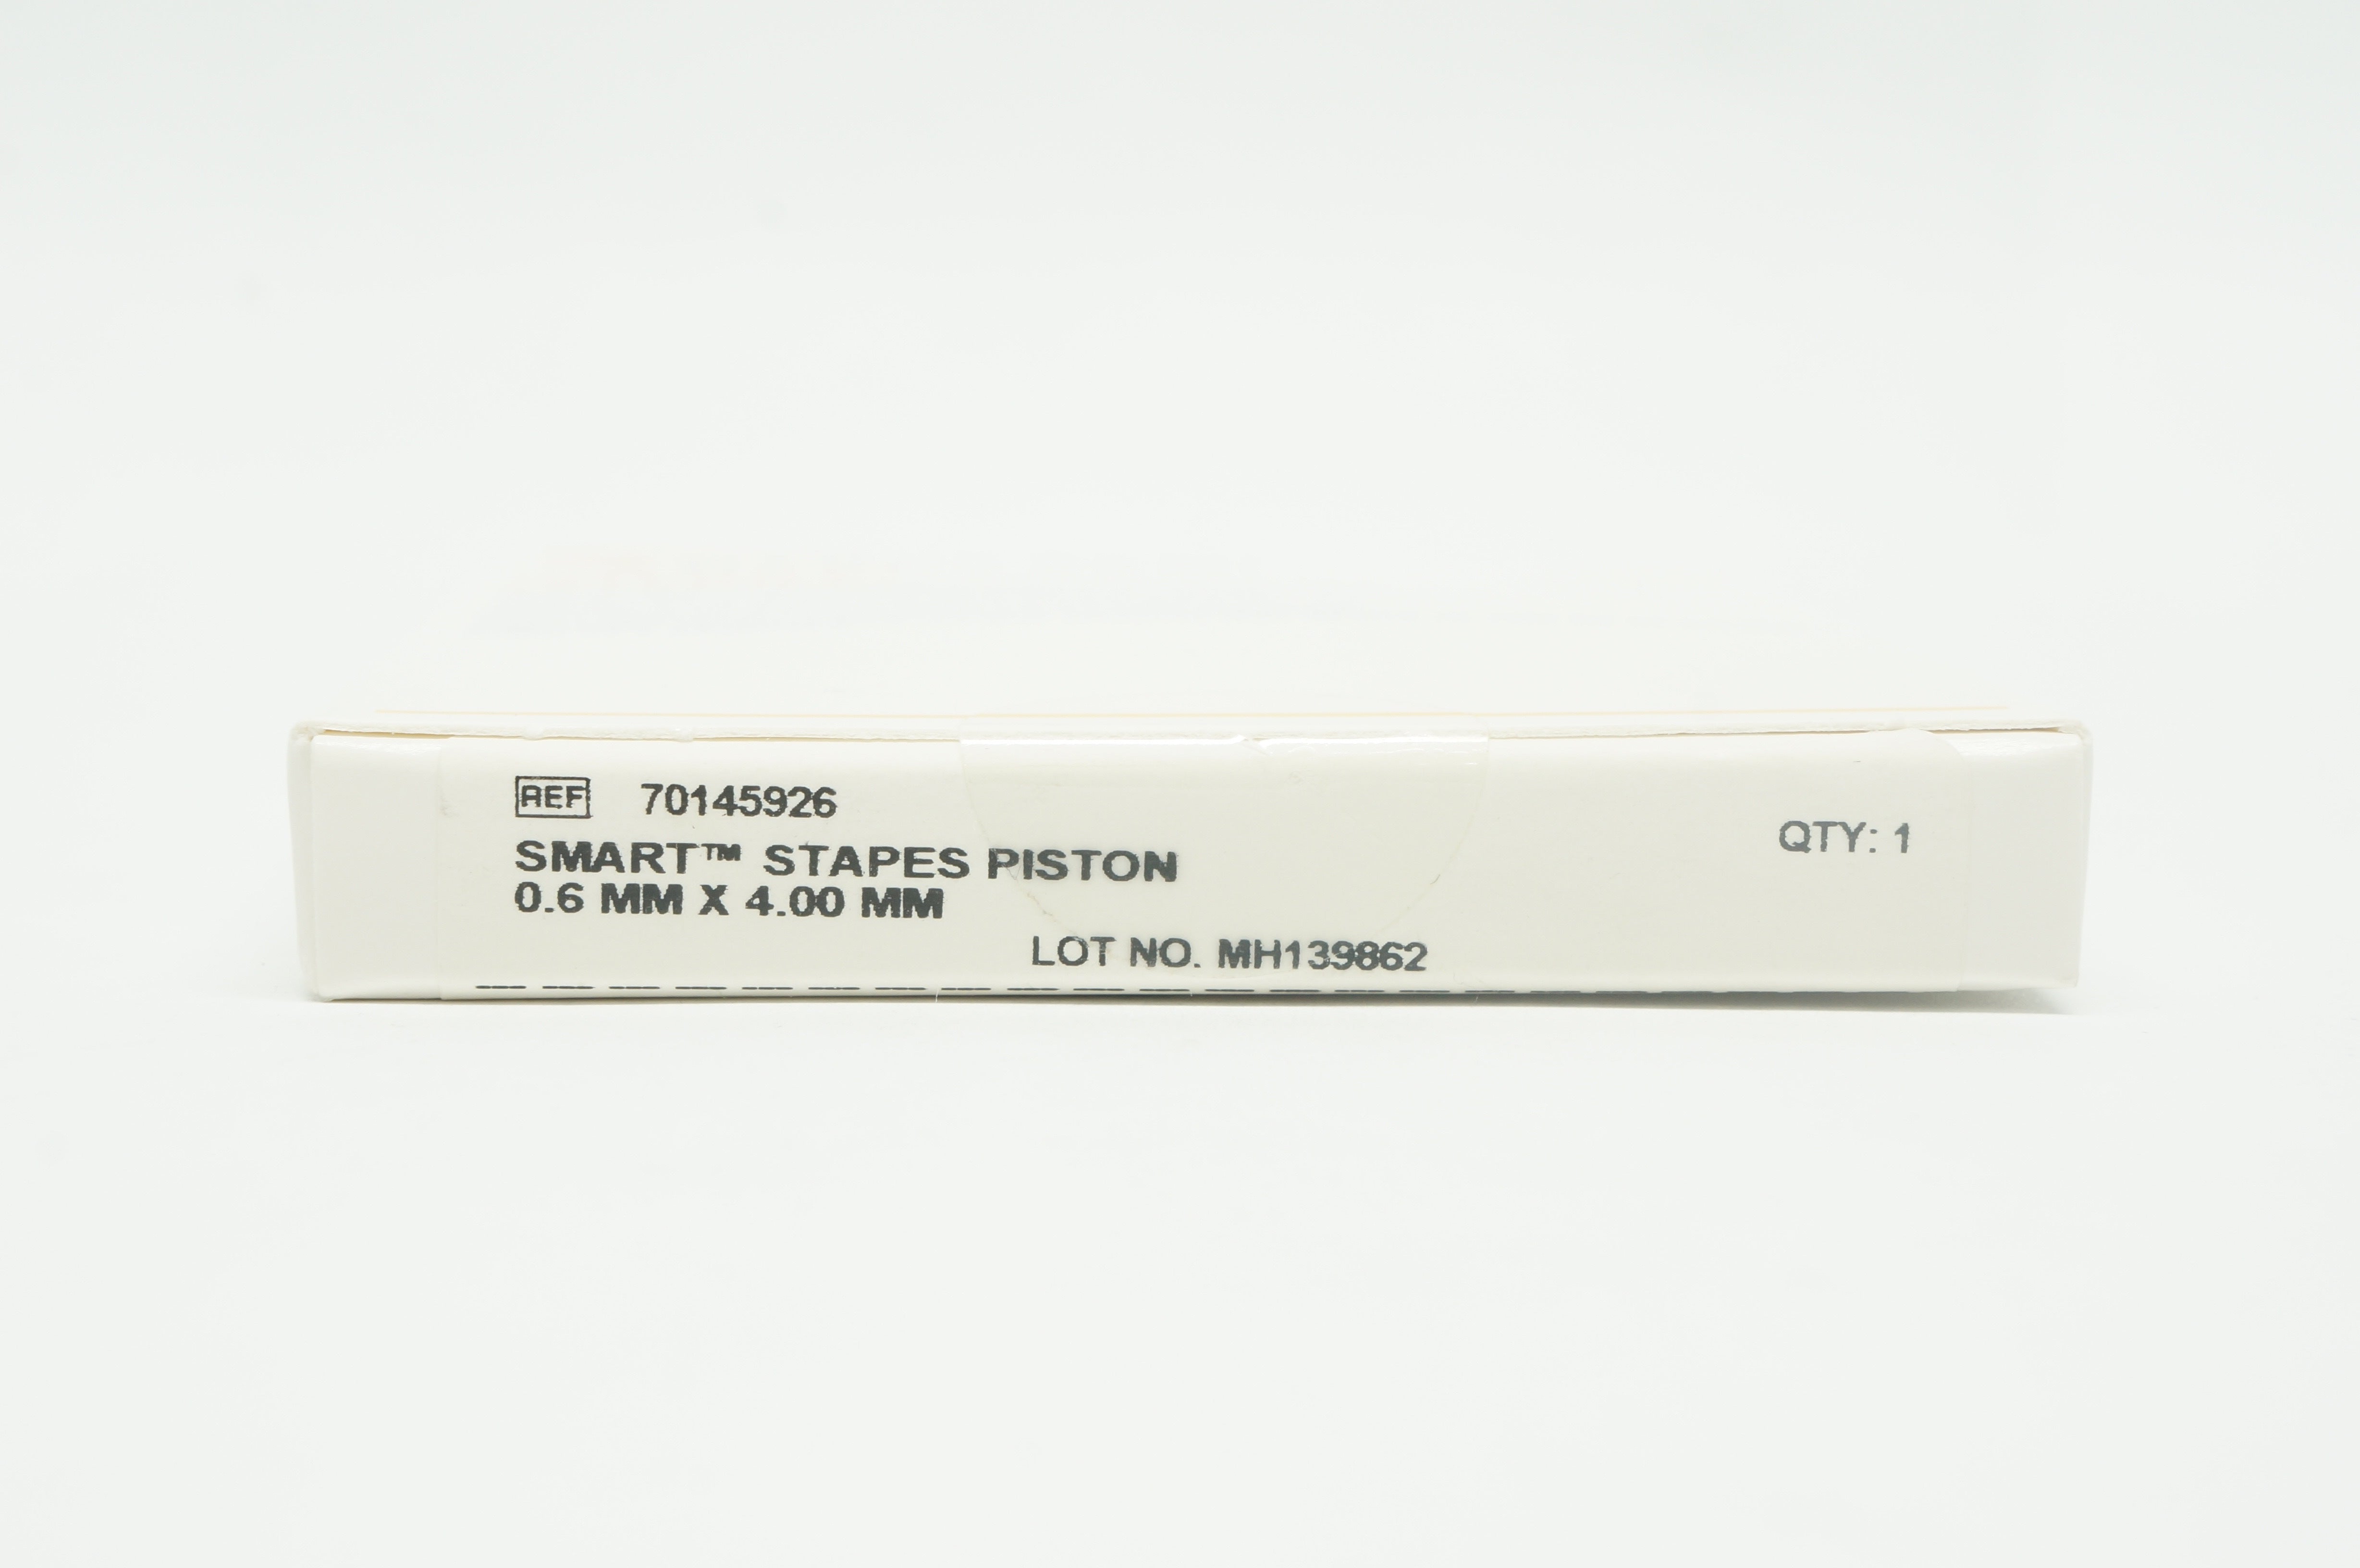 REF 70145926
SMART™ STAPES PISTON
0.6 MM X 4.00 MM
QTY: 1
LOT NO. MH139862